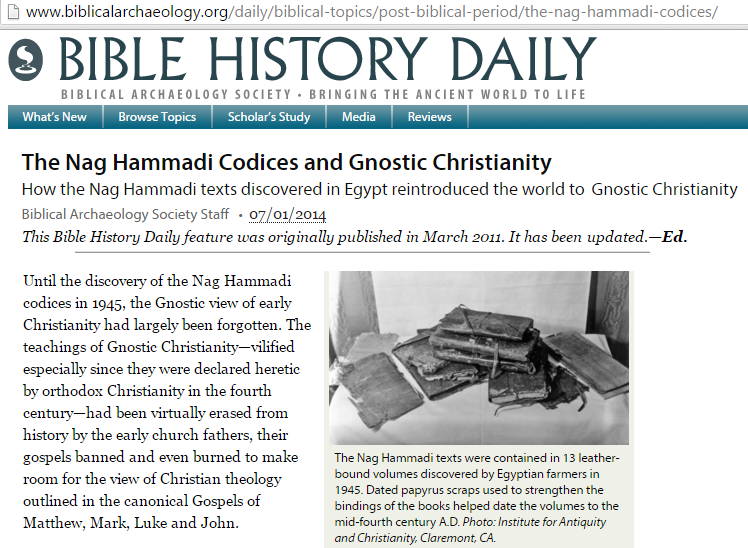 www.biblicalarchaeology.org/daily/biblical-topics/post-biblical-period/the-nag-hammadi-codices/
BIBLE HISTORY DAILY
BIBLICAL ARCHAEOLOGY SOCIETY • BRINGING THE ANCIENT WORLD TO LIFE
What's New Browse Topics Scholar's Study Media Reviews
The Nag Hammadi Codices and Gnostic Christianity
How the Nag Hammadi texts discovered in Egypt reintroduced the world to Gnostic Christianity
Biblical Archaeology Society Staff • 07/01/2014
This Bible History Daily feature was originally published in March 2011. It has been updated.—Ed.
Until the discovery of the Nag Hammadi
codices in 1945, the Gnostic view of early
Christianity had largely been forgotten. The
teachings of Gnostic Christianity—vilified
especially since they were declared heretic
by orthodox Christianity in the fourth
century—had been virtually erased from
history by the early church fathers, their
gospels banned and even burned to make
room for the view of Christian theology
outlined in the canonical Gospels of
Matthew, Mark, Luke and John.
The Nag Hammadi texts were contained in 13 leather-
bound volumes discovered by Egyptian farmers in
1945. Dated papyrus scraps used to strengthen the
bindings of the books helped date the volumes to the
mid-fourth century A.D. Photo: Institute for Antiquity
and Christianity, Claremont, CA.